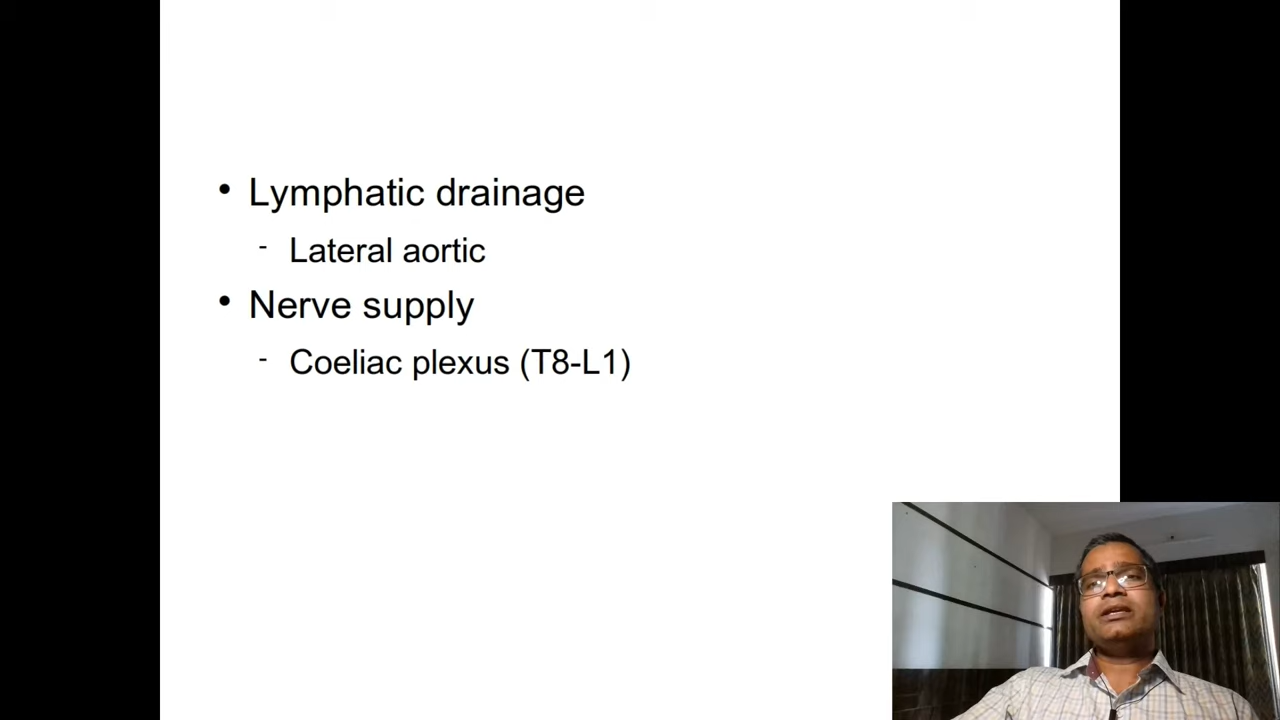 • Lymphatic drainage
- Lateral aortic
• Nerve supply
- Coeliac plexus (T8-L1)